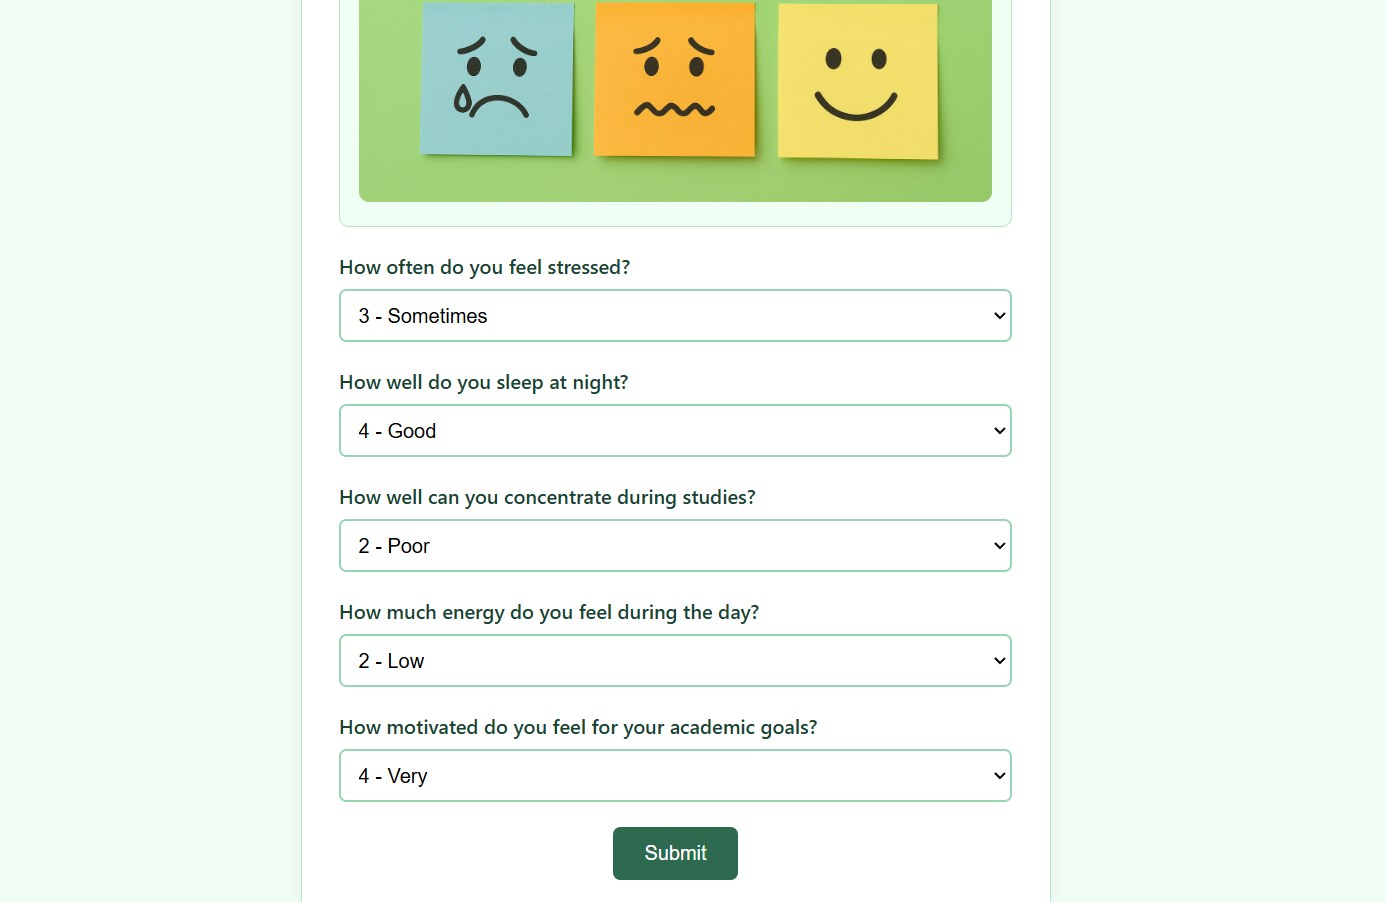 How often do you feel stressed?
3 - Sometimes
How well do you sleep at night?
4 - Good
How well can you concentrate during studies?
2 - Poor
How much energy do you feel during the day?
2 - Low
How motivated do you feel for your academic goals?
4 - Very
Submit